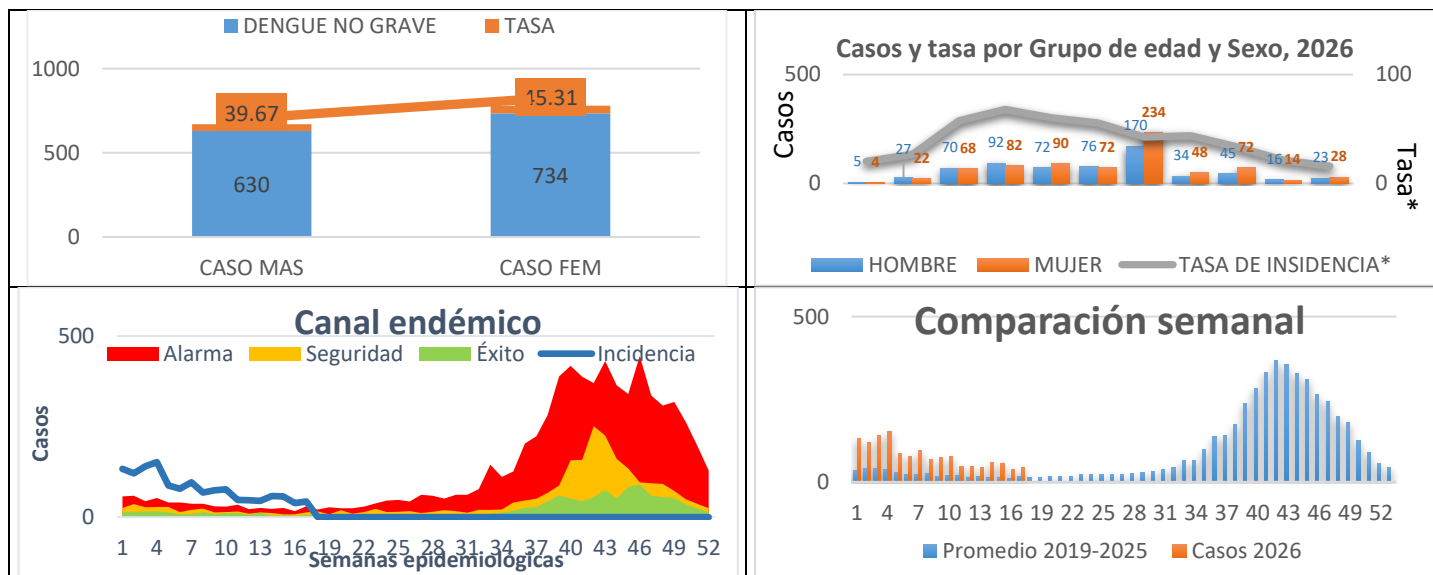 DENGUE NO GRAVE TASA
1000
500
0
39.67
45.31
630
734
CASO MAS CASO FEM
Casos y tasa por Grupo de edad y Sexo, 2026
500
0
100
0
Casos
Tasa*
5 4 27 22 70 68 92 82 72 90 76 72 170 234 34 48 45 72 16 14 23 28
HOMBRE MUJER TASA DE INSIDENCIA*
Canal endémico
500
0
Alarma Seguridad Éxito Incidencia
Casos
1 4 7 10 13 16 19 22 25 28 31 34 37 40 43 46 49 52
Semanas epidemiológicas
Comparación semanal
500
0
1 4 7 10 13 16 19 22 25 28 31 34 37 40 43 46 49 52
Promedio 2019-2025 Casos 2026